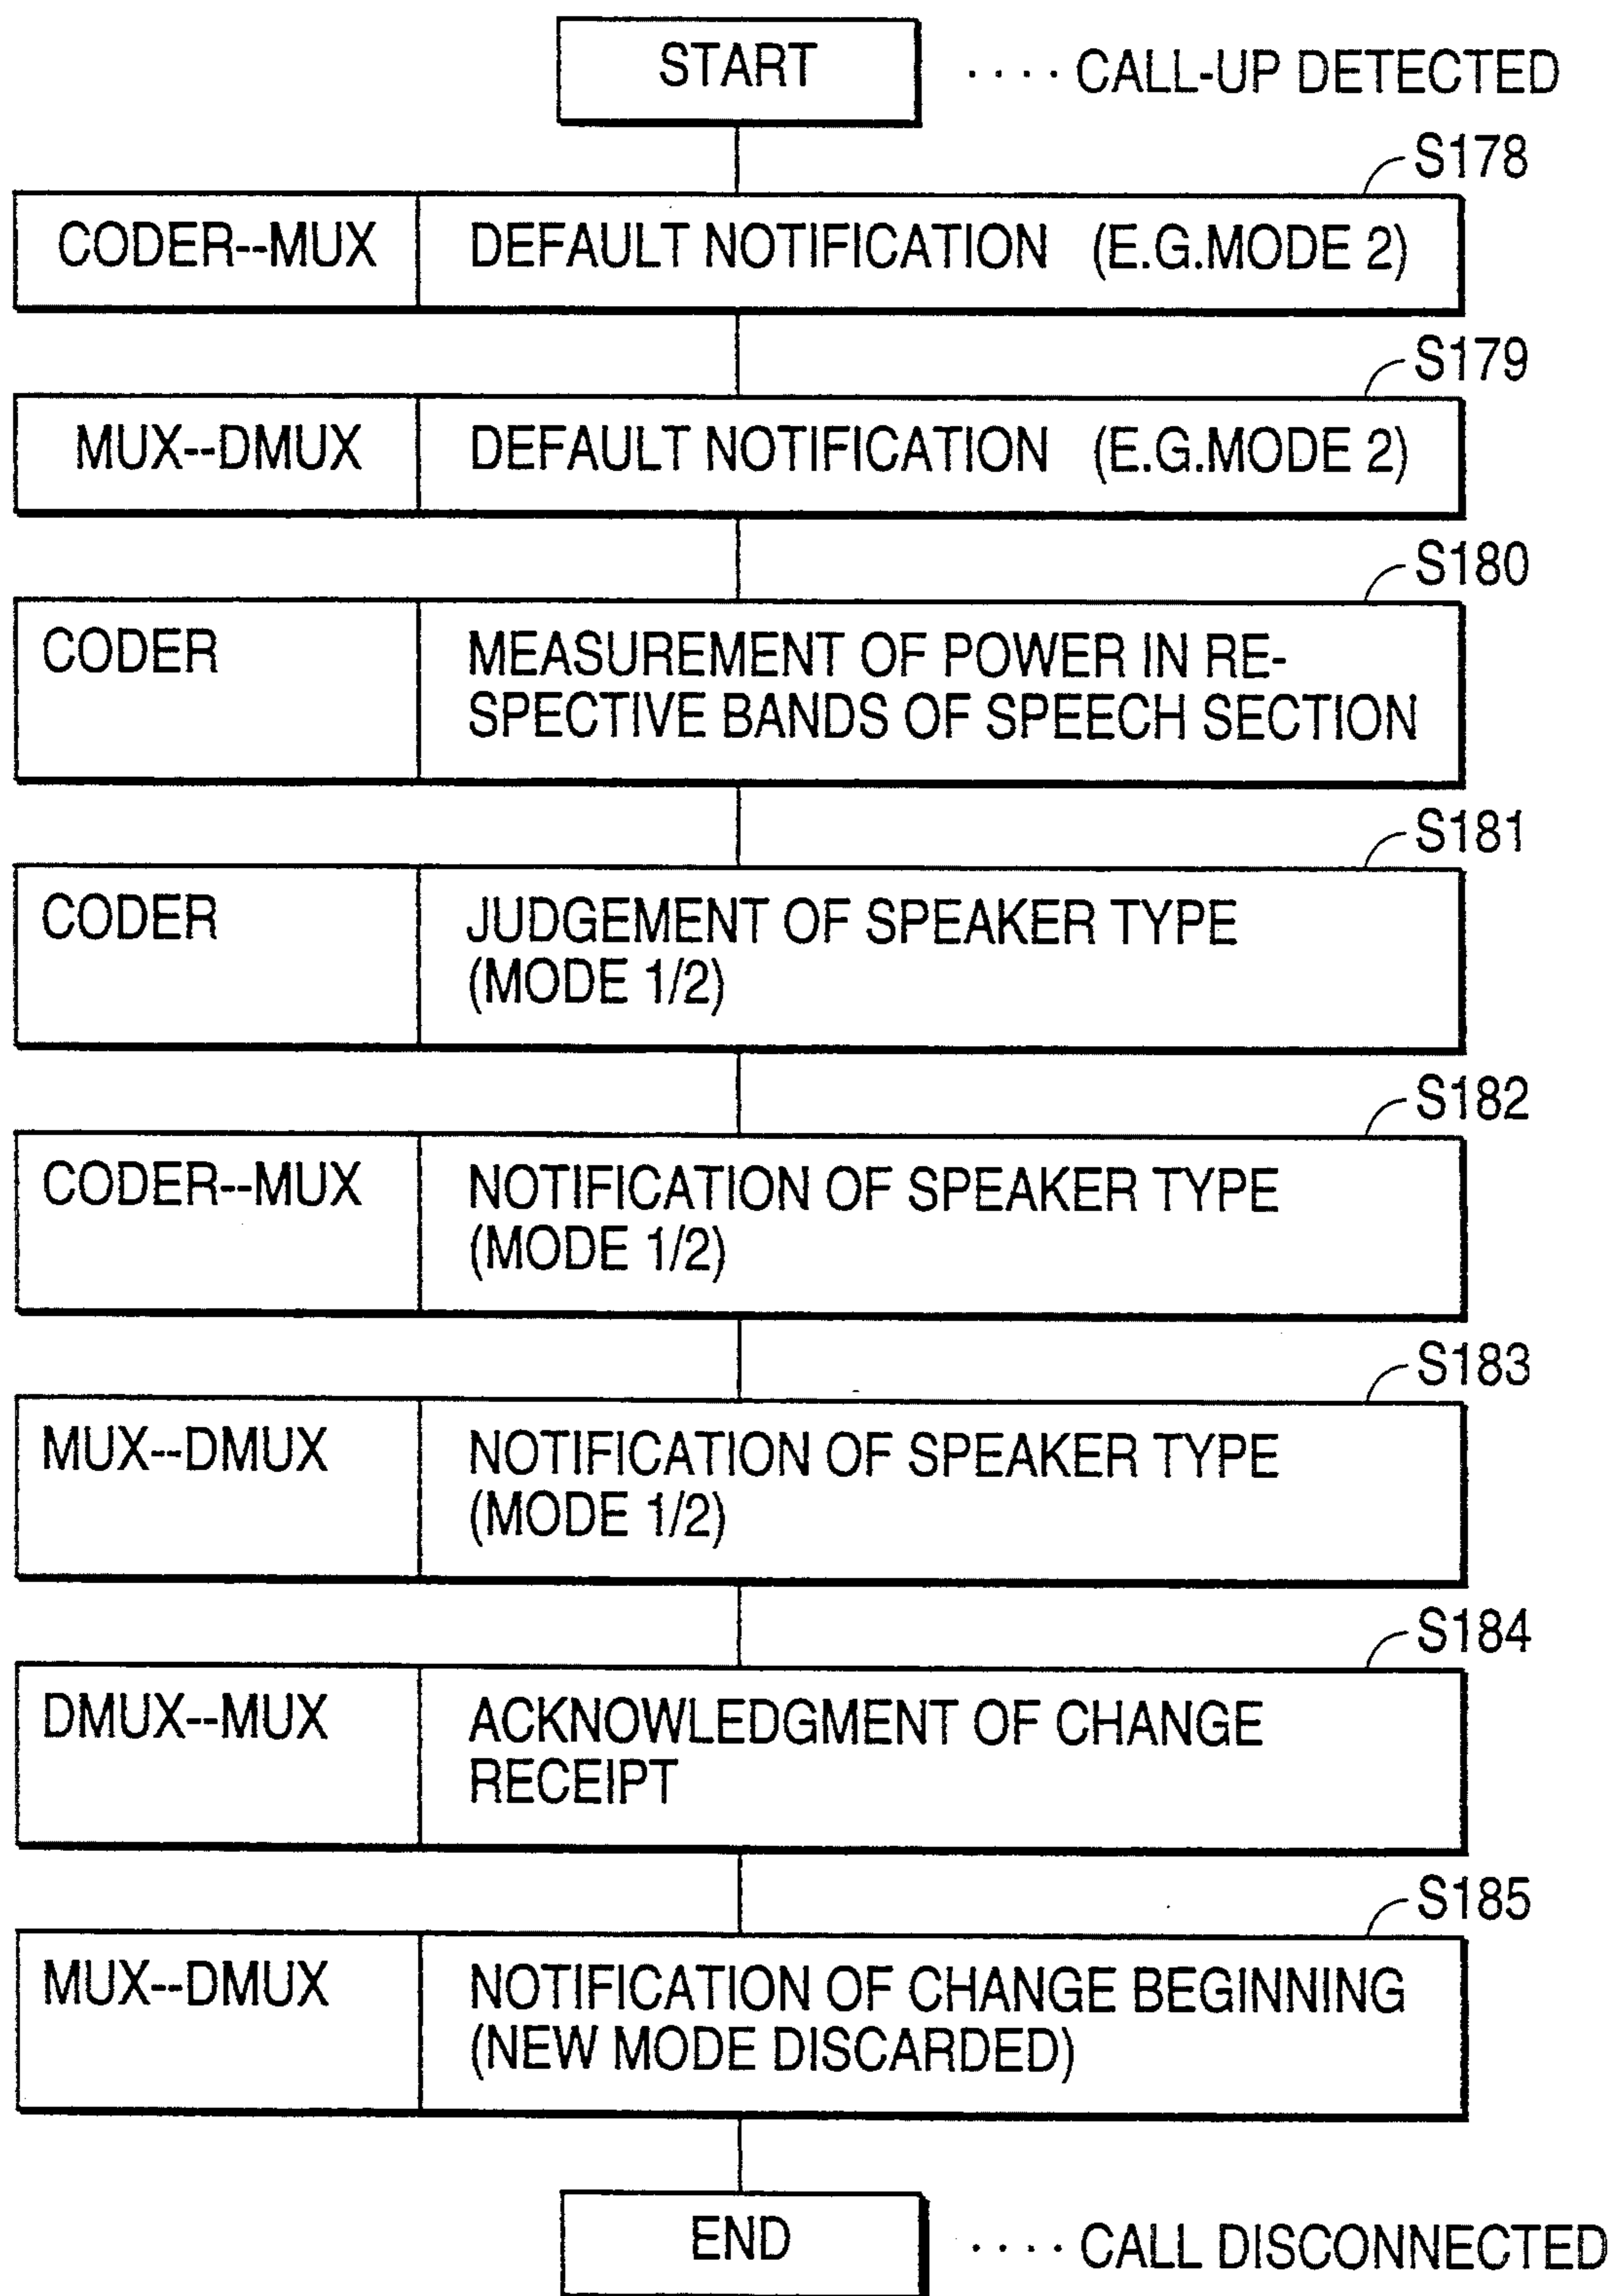 START
.... CALL-UP DETECTED
S178
CODER--MUX
DEFAULT NOTIFICATION (E.G.MODE 2)
S179
MUX--DMUX
DEFAULT NOTIFICATION (E.G.MODE 2)
S180
CODER
MEASUREMENT OF POWER IN RE-
SPECTIVE BANDS OF SPEECH SECTION
S181
CODER
JUDGEMENT OF SPEAKER TYPE
(MODE 1/2)
S182
CODER--MUX
NOTIFICATION OF SPEAKER TYPE
(MODE 1/2)
S183
MUX--DMUX
NOTIFICATION OF SPEAKER TYPE
(MODE 1/2)
S184
DMUX--MUX
ACKNOWLEDGMENT OF CHANGE
RECEIPT
S185
MUX--DMUX
NOTIFICATION OF CHANGE BEGINNING
(NEW MODE DISCARDED)
END
.... CALL DISCONNECTED